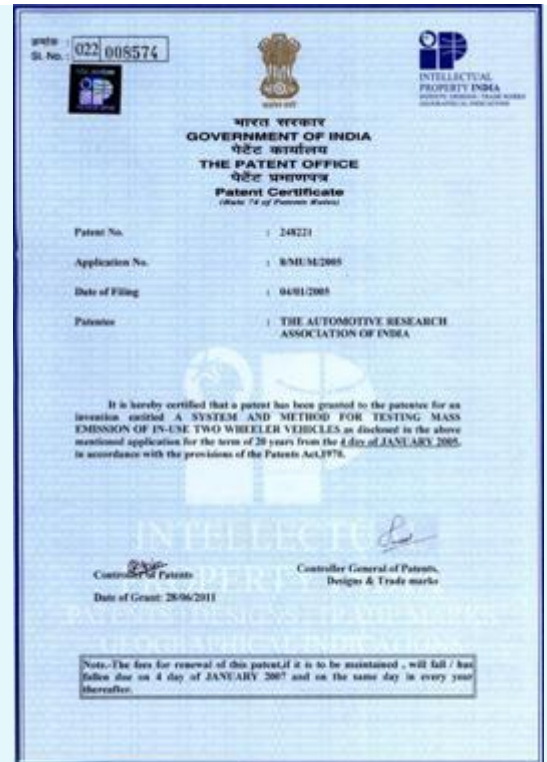 क्रमांक :
SL No. : 022 008574
INTELLECTUAL
PROPERTY INDIA
PATENTS | DESIGNS | TRADE MARKS
GEOGRAPHICAL INDICATIONS
भारत सरकार
GOVERNMENT OF INDIA
पेटेंट कार्यालय
THE PATENT OFFICE
पेटेंट प्रमाणपत्र
Patent Certificate
(Rule 74 of Patents Rules)
Patent No. : 248221
Application No. : 8/MUM/2005
Date of Filing : 04/01/2005
Patentee : THE AUTOMOTIVE RESEARCH
ASSOCIATION OF INDIA
It is hereby certified that a patent has been granted to the patentee for an
invention entitled A SYSTEM AND METHOD FOR TESTING MASS
EMISSION OF IN-USE TWO WHEELER VEHICLES as disclosed in the above
mentioned application for the term of 20 years from the 4 day of JANUARY 2005,
in accordance with the provisions of the Patents Act,1970.
INTELLECTUAL
PROPERTY
Controller of Patents
Controller General of Patents,
Designs & Trade marks
Date of Grant: 28/06/2011
Note.-The fees for renewal of this patent,if it is to be maintained , will fall / has
fallen due on 4 day of JANUARY 2007 and on the same day in every year
thereafter.